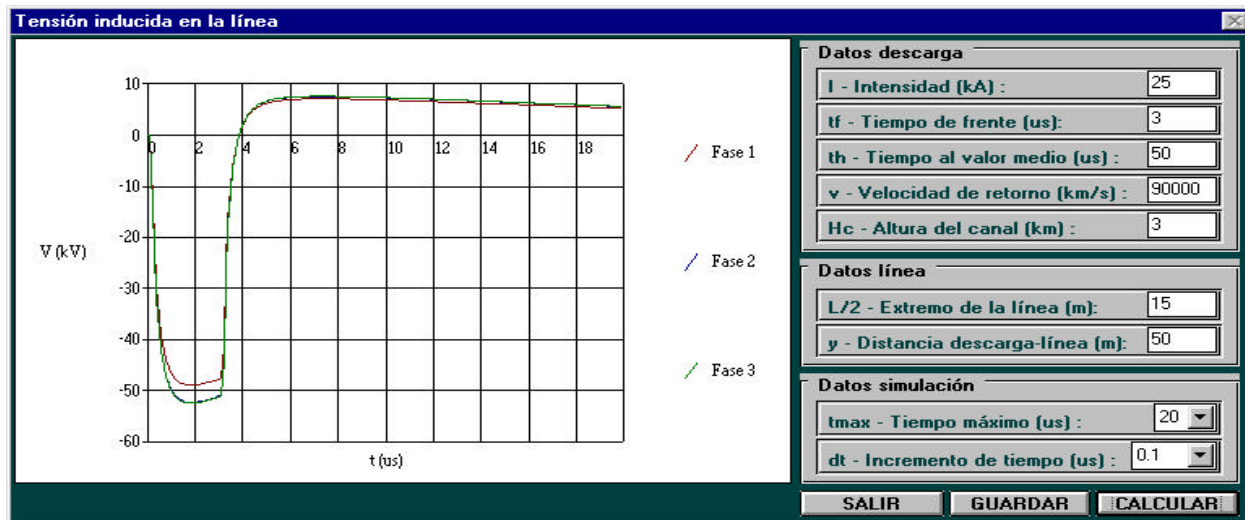 Tensión inducida en la línea
10
0
-10
-20
-30
-40
-50
-60
V (kV)
0 2 4 6 8 10 12 14 16 18
t (us)
Fase 1
Fase 2
Fase 3
Datos descarga
I - Intensidad (kA) : 25
tf - Tiempo de frente (us): 3
th - Tiempo al valor medio (us) : 50
v - Velocidad de retorno (km/s) : 90000
Hc - Altura del canal (km) : 3
Datos línea
L/2 - Extremo de la línea (m): 15
y - Distancia descarga-línea (m): 50
Datos simulación
tmax - Tiempo máximo (us) : 20
dt - Incremento de tiempo (us) : 0.1
SALIR GUARDAR CALCULAR